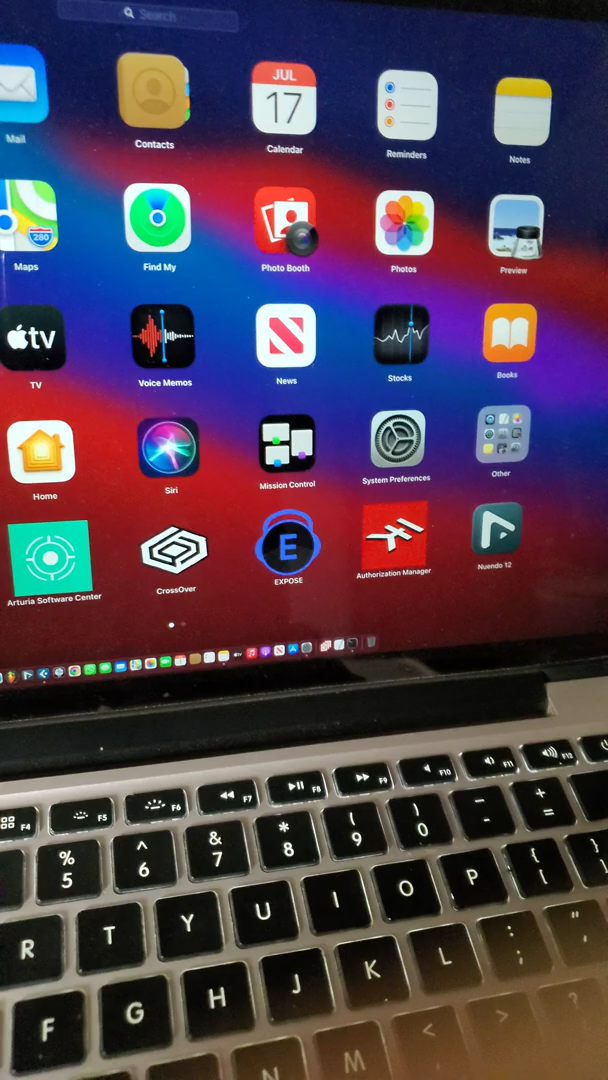 Search
JUL
17
Mail
Contacts
Calendar
Reminders
Notes
280
Maps
Find My
Photo Booth
Photos
Preview
tv
TV
Voice Memos
News
Stocks
Books
Home
Siri
Mission Control
System Preferences
Other
E
Arturia Software Center
CrossOver
EXPOSE
Authorization Manager
Nuendo 12
F4 F5 F6 F7 F8 F9 F10 F11 F12
% ^ & * ( ) _ +
5 6 7 8 9 0 - =
R T Y U I O P { [ } ]
F G H J K L : ; " ,
N M < > ?